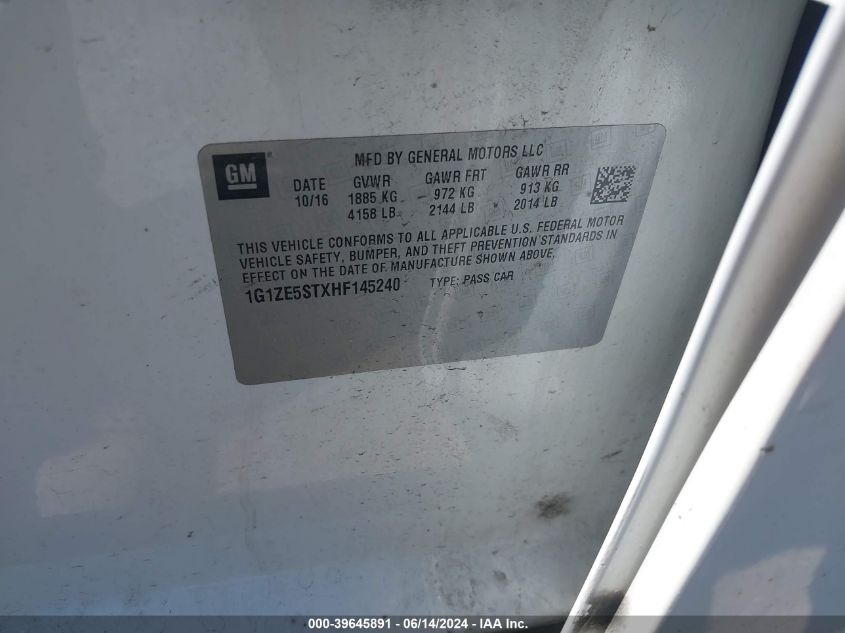 GM
MFD BY GENERAL MOTORS LLC
DATE GVWR GAWR FRT GAWR RR
10/16 1885 KG 972 KG 913 KG
4158 LB 2144 LB 2014 LB
THIS VEHICLE CONFORMS TO ALL APPLICABLE U.S. FEDERAL MOTOR
VEHICLE SAFETY, BUMPER, AND THEFT PREVENTION STANDARDS IN
EFFECT ON THE DATE OF MANUFACTURE SHOWN ABOVE.
1G1ZE5STXHF145240 TYPE: PASS CAR
000-39645891 - 06/14/2024 - IAA Inc.